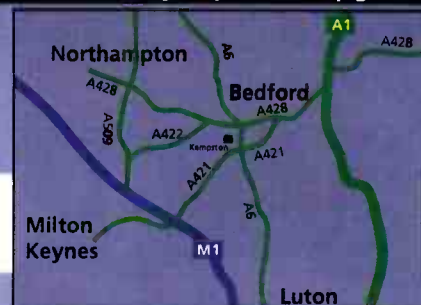 A1
A6
A428
Northampton
Bedford
A428
A428
A509
A422
Kempston
A421
A421
A6
Milton
Keynes
M1
Luton